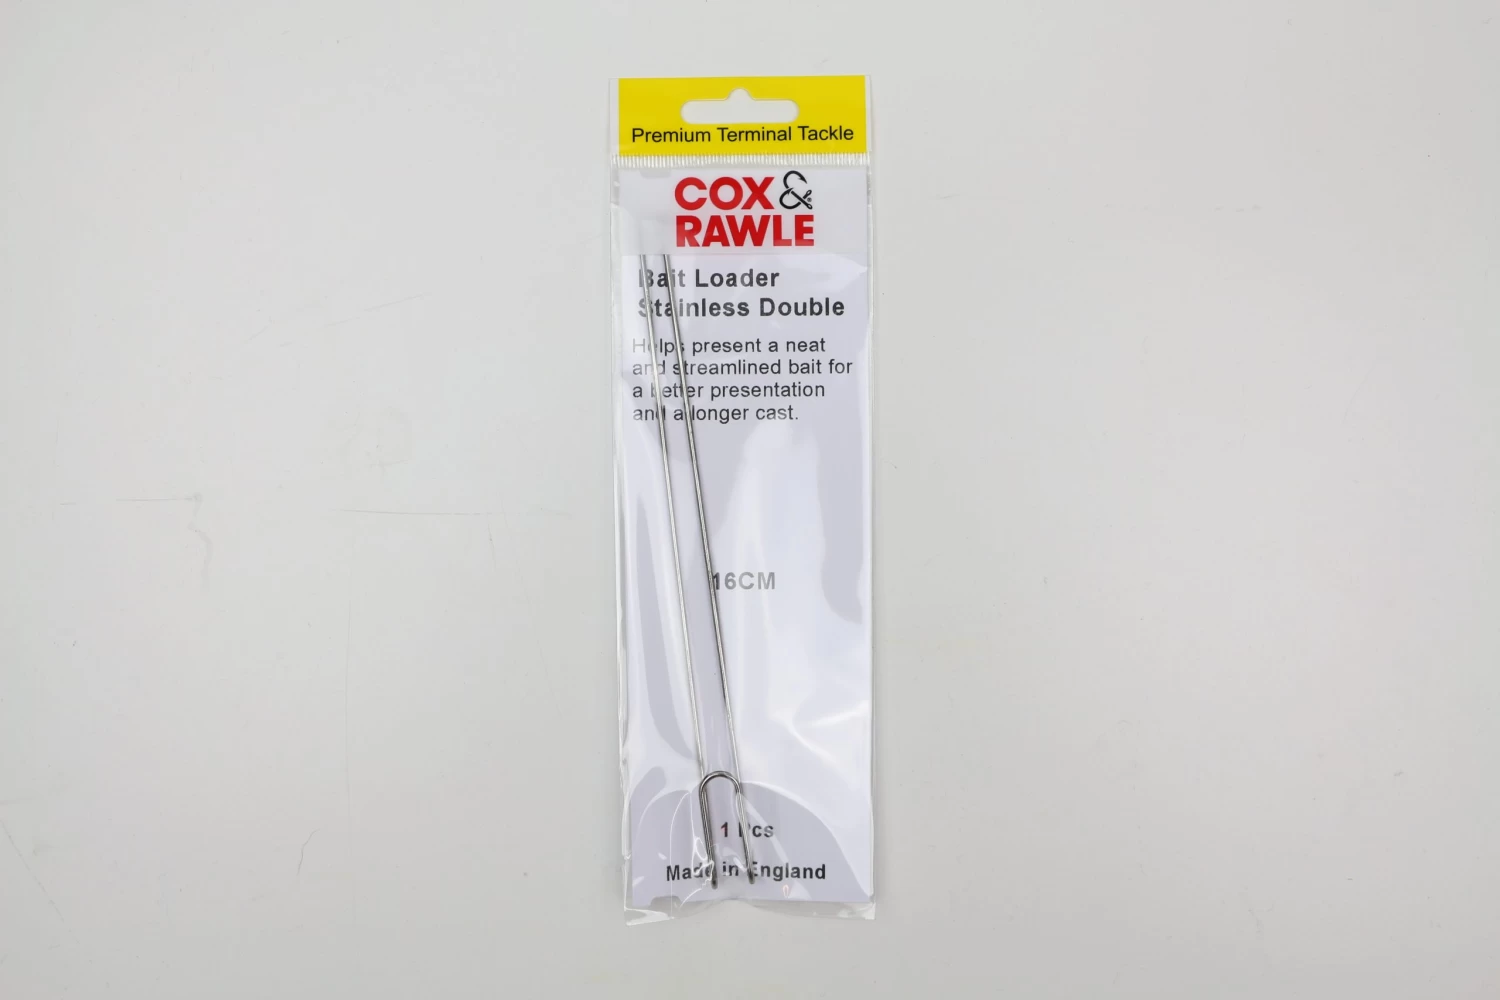 Premium Terminal Tackle
COX &
RAWLE
Bait Loader
Stainless Double
Helps present a neat
and streamlined bait for
a better presentation
and a longer cast.
16CM
1 Pcs
Made in England